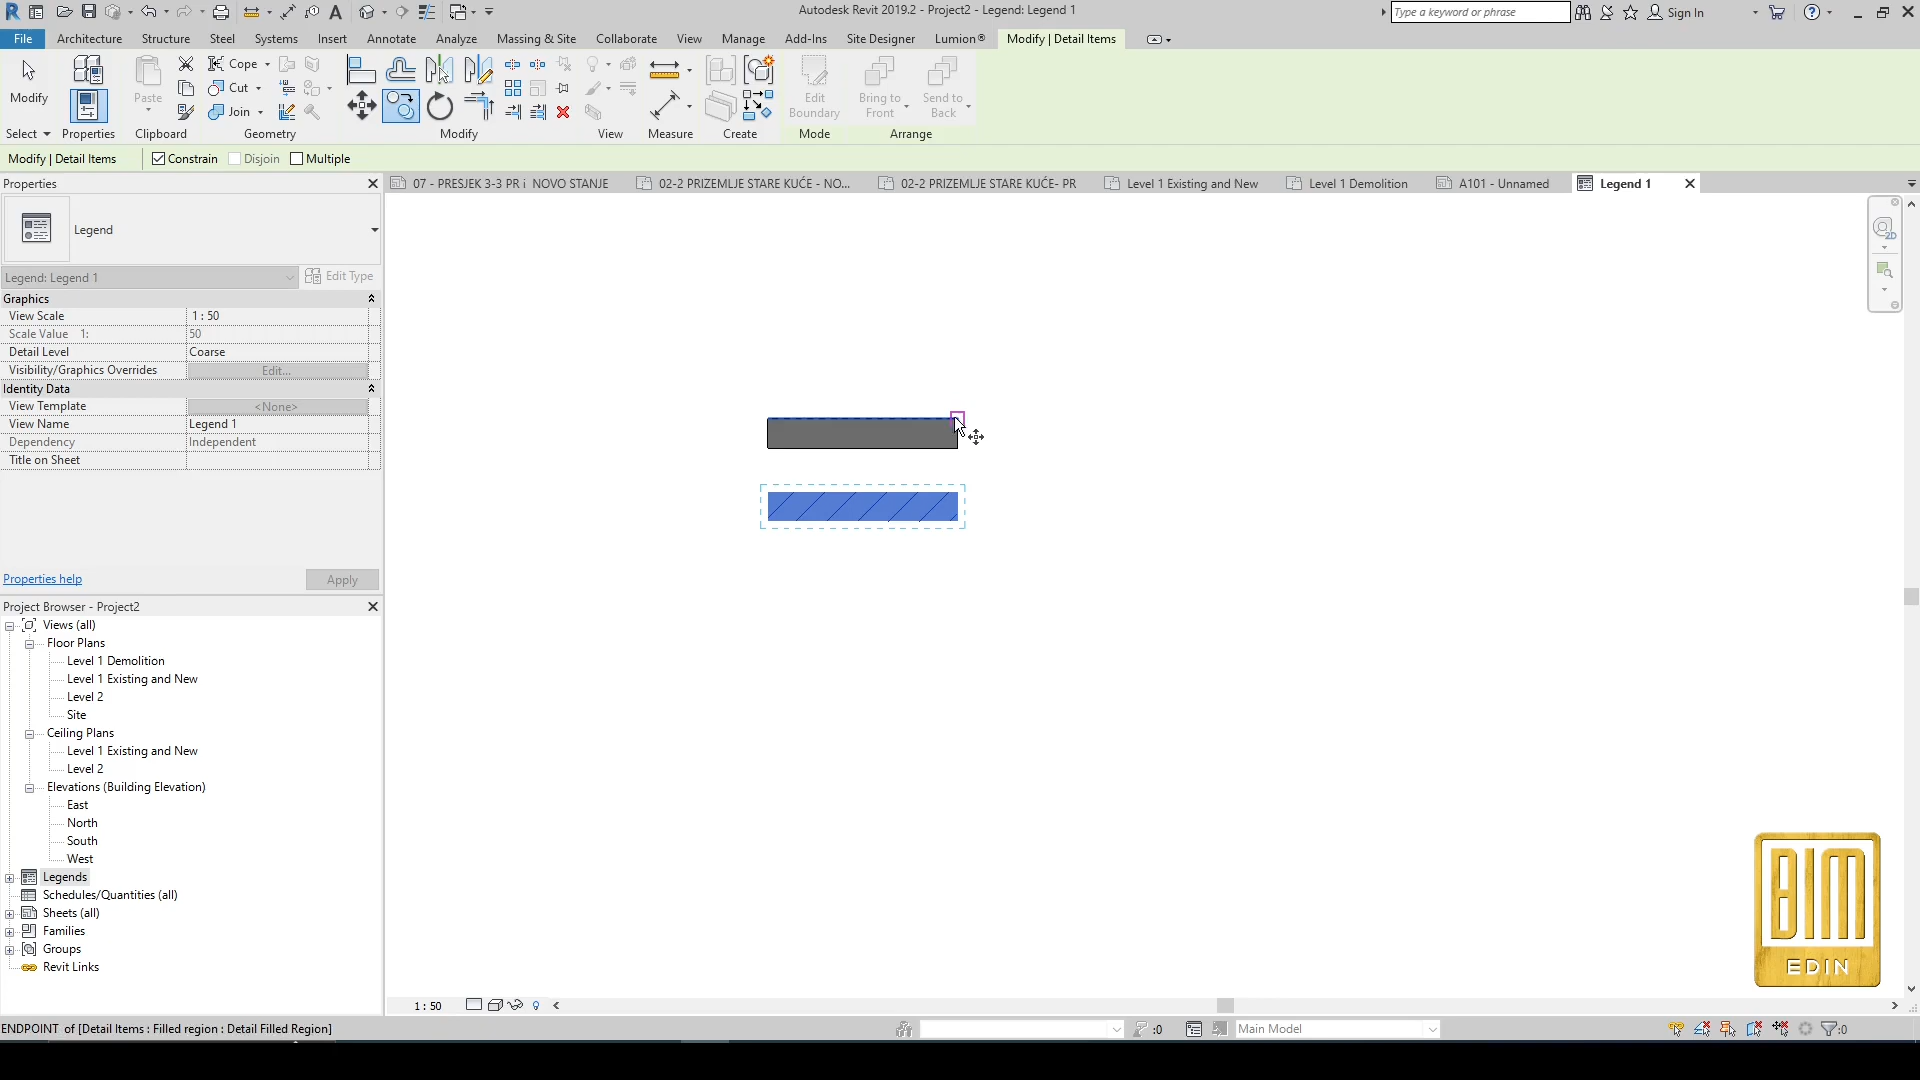 Autodesk Revit 2019.2 - Project2 - Legend: Legend 1
Type a keyword or phrase
Sign In
File Architecture Structure Steel Systems Insert Annotate Analyze Massing & Site Collaborate View Manage Add-Ins Site Designer Lumion® Modify | Detail Items
Modify
Paste
Cope
Cut
Join
Edit Boundary
Bring to Front
Send to Back
Select Properties Clipboard Geometry Modify View Measure Create Mode Arrange
Modify | Detail Items Constrain Disjoin Multiple
Properties
07 - PRESJEK 3-3 PR i NOVO STANJE
02-2 PRIZEMLJE STARE KUĆE - NO...
02-2 PRIZEMLJE STARE KUĆE- PR
Level 1 Existing and New
Level 1 Demolition
A101 - Unnamed
Legend 1
Legend
Legend: Legend 1
Edit Type
Graphics
View Scale 1 : 50
Scale Value 1: 50
Detail Level Coarse
Visibility/Graphics Overrides Edit...
Identity Data
View Template <None>
View Name Legend 1
Dependency Independent
Title on Sheet
Properties help
Apply
Project Browser - Project2
Views (all)
Floor Plans
Level 1 Demolition
Level 1 Existing and New
Level 2
Site
Ceiling Plans
Level 1 Existing and New
Level 2
Elevations (Building Elevation)
East
North
South
West
Legends
Schedules/Quantities (all)
Sheets (all)
Families
Groups
Revit Links
2D
BIM
EDIN
1 : 50
ENDPOINT of [Detail Items : Filled region : Detail Filled Region]
:0
Main Model
:0